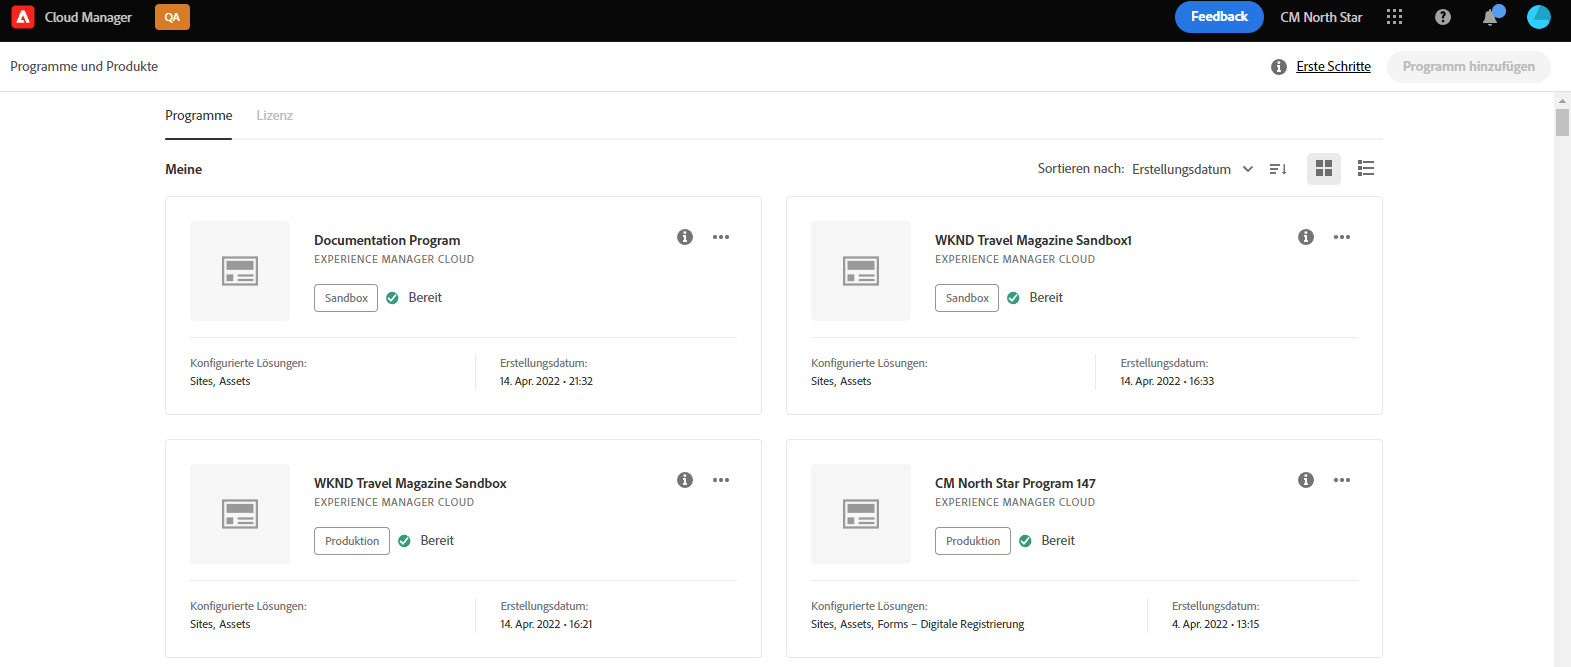 Cloud Manager QA Feedback CM North Star
Programme und Produkte Erste Schritte Programm hinzufügen
Programme Lizenz
Meine Sortieren nach: Erstellungsdatum
Documentation Program
EXPERIENCE MANAGER CLOUD
Sandbox Bereit
Konfigurierte Lösungen: Erstellungsdatum:
Sites, Assets 14. Apr. 2022 • 21:32
WKND Travel Magazine Sandbox1
EXPERIENCE MANAGER CLOUD
Sandbox Bereit
Konfigurierte Lösungen: Erstellungsdatum:
Sites, Assets 14. Apr. 2022 • 16:33
WKND Travel Magazine Sandbox
EXPERIENCE MANAGER CLOUD
Produktion Bereit
Konfigurierte Lösungen: Erstellungsdatum:
Sites, Assets 14. Apr. 2022 • 16:21
CM North Star Program 147
EXPERIENCE MANAGER CLOUD
Produktion Bereit
Konfigurierte Lösungen: Erstellungsdatum:
Sites, Assets, Forms – Digitale Registrierung 4. Apr. 2022 • 13:15